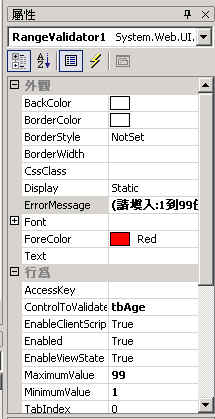 屬性
RangeValidator1 System.Web.UI.
外觀
BackColor
BorderColor
BorderStyle NotSet
BorderWidth
CssClass
Display Static
ErrorMessage (請填入:1到99的
Font
ForeColor Red
Text
行為
AccessKey
ControlToValidate tbAge
EnableClientScrip True
Enabled True
EnableViewState True
MaximumValue 99
MinimumValue 1
TabIndex 0